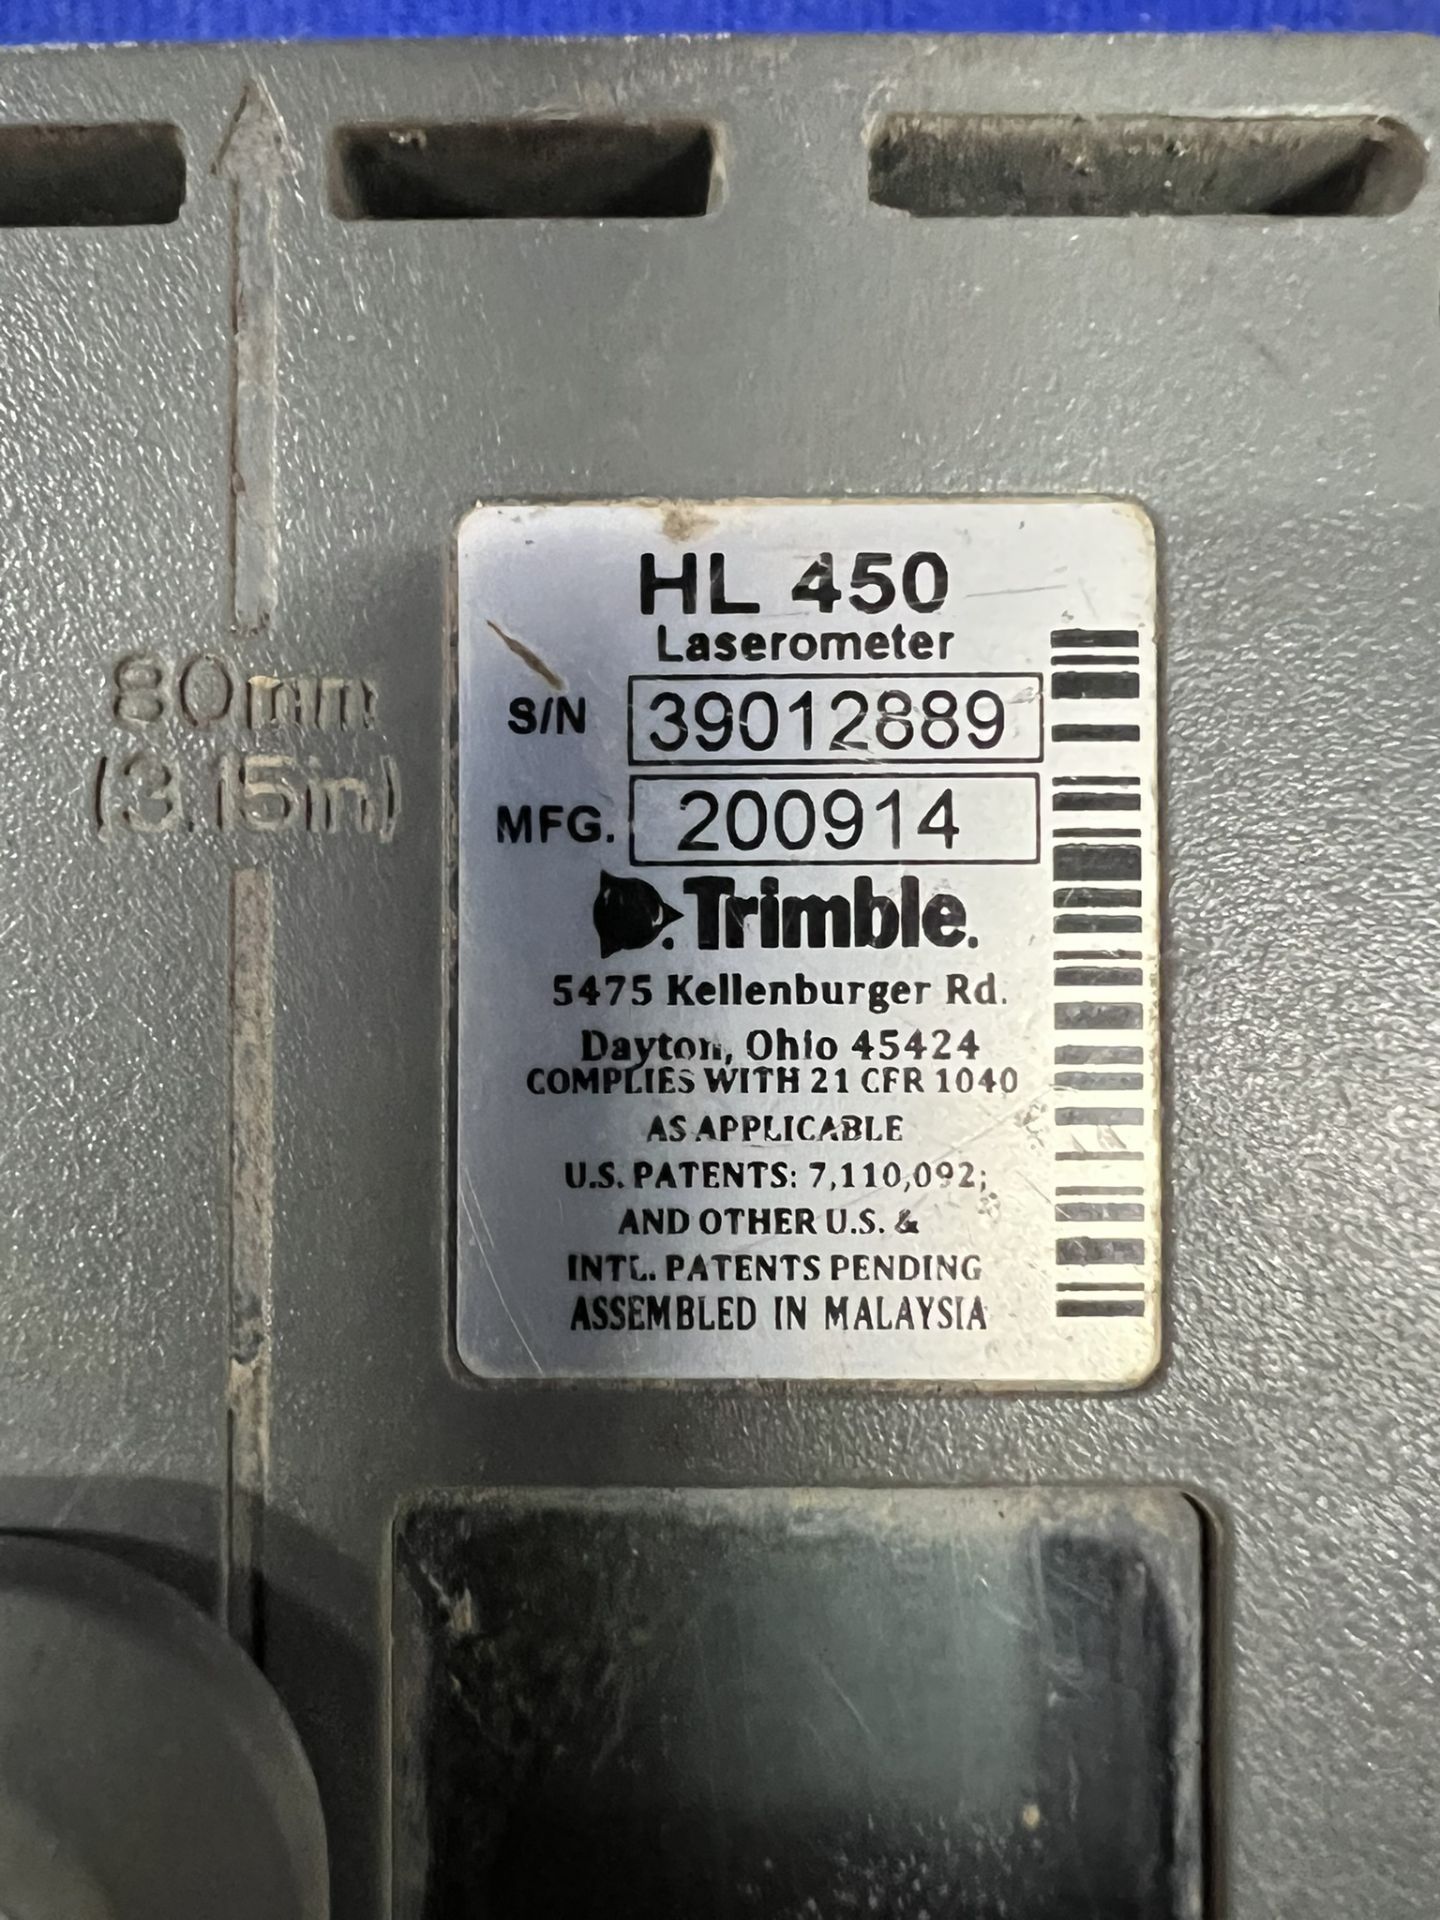 HL 450
Laserometer
S/N 39012889
MFG. 200914
Trimble.
5475 Kellenburger Rd.
Dayton, Ohio 45424
COMPLIES WITH 21 CFR 1040
AS APPLICABLE
U.S. PATENTS: 7,110,092;
AND OTHER U.S. &
INTL. PATENTS PENDING
ASSEMBLED IN MALAYSIA
80mm
(3.15in)